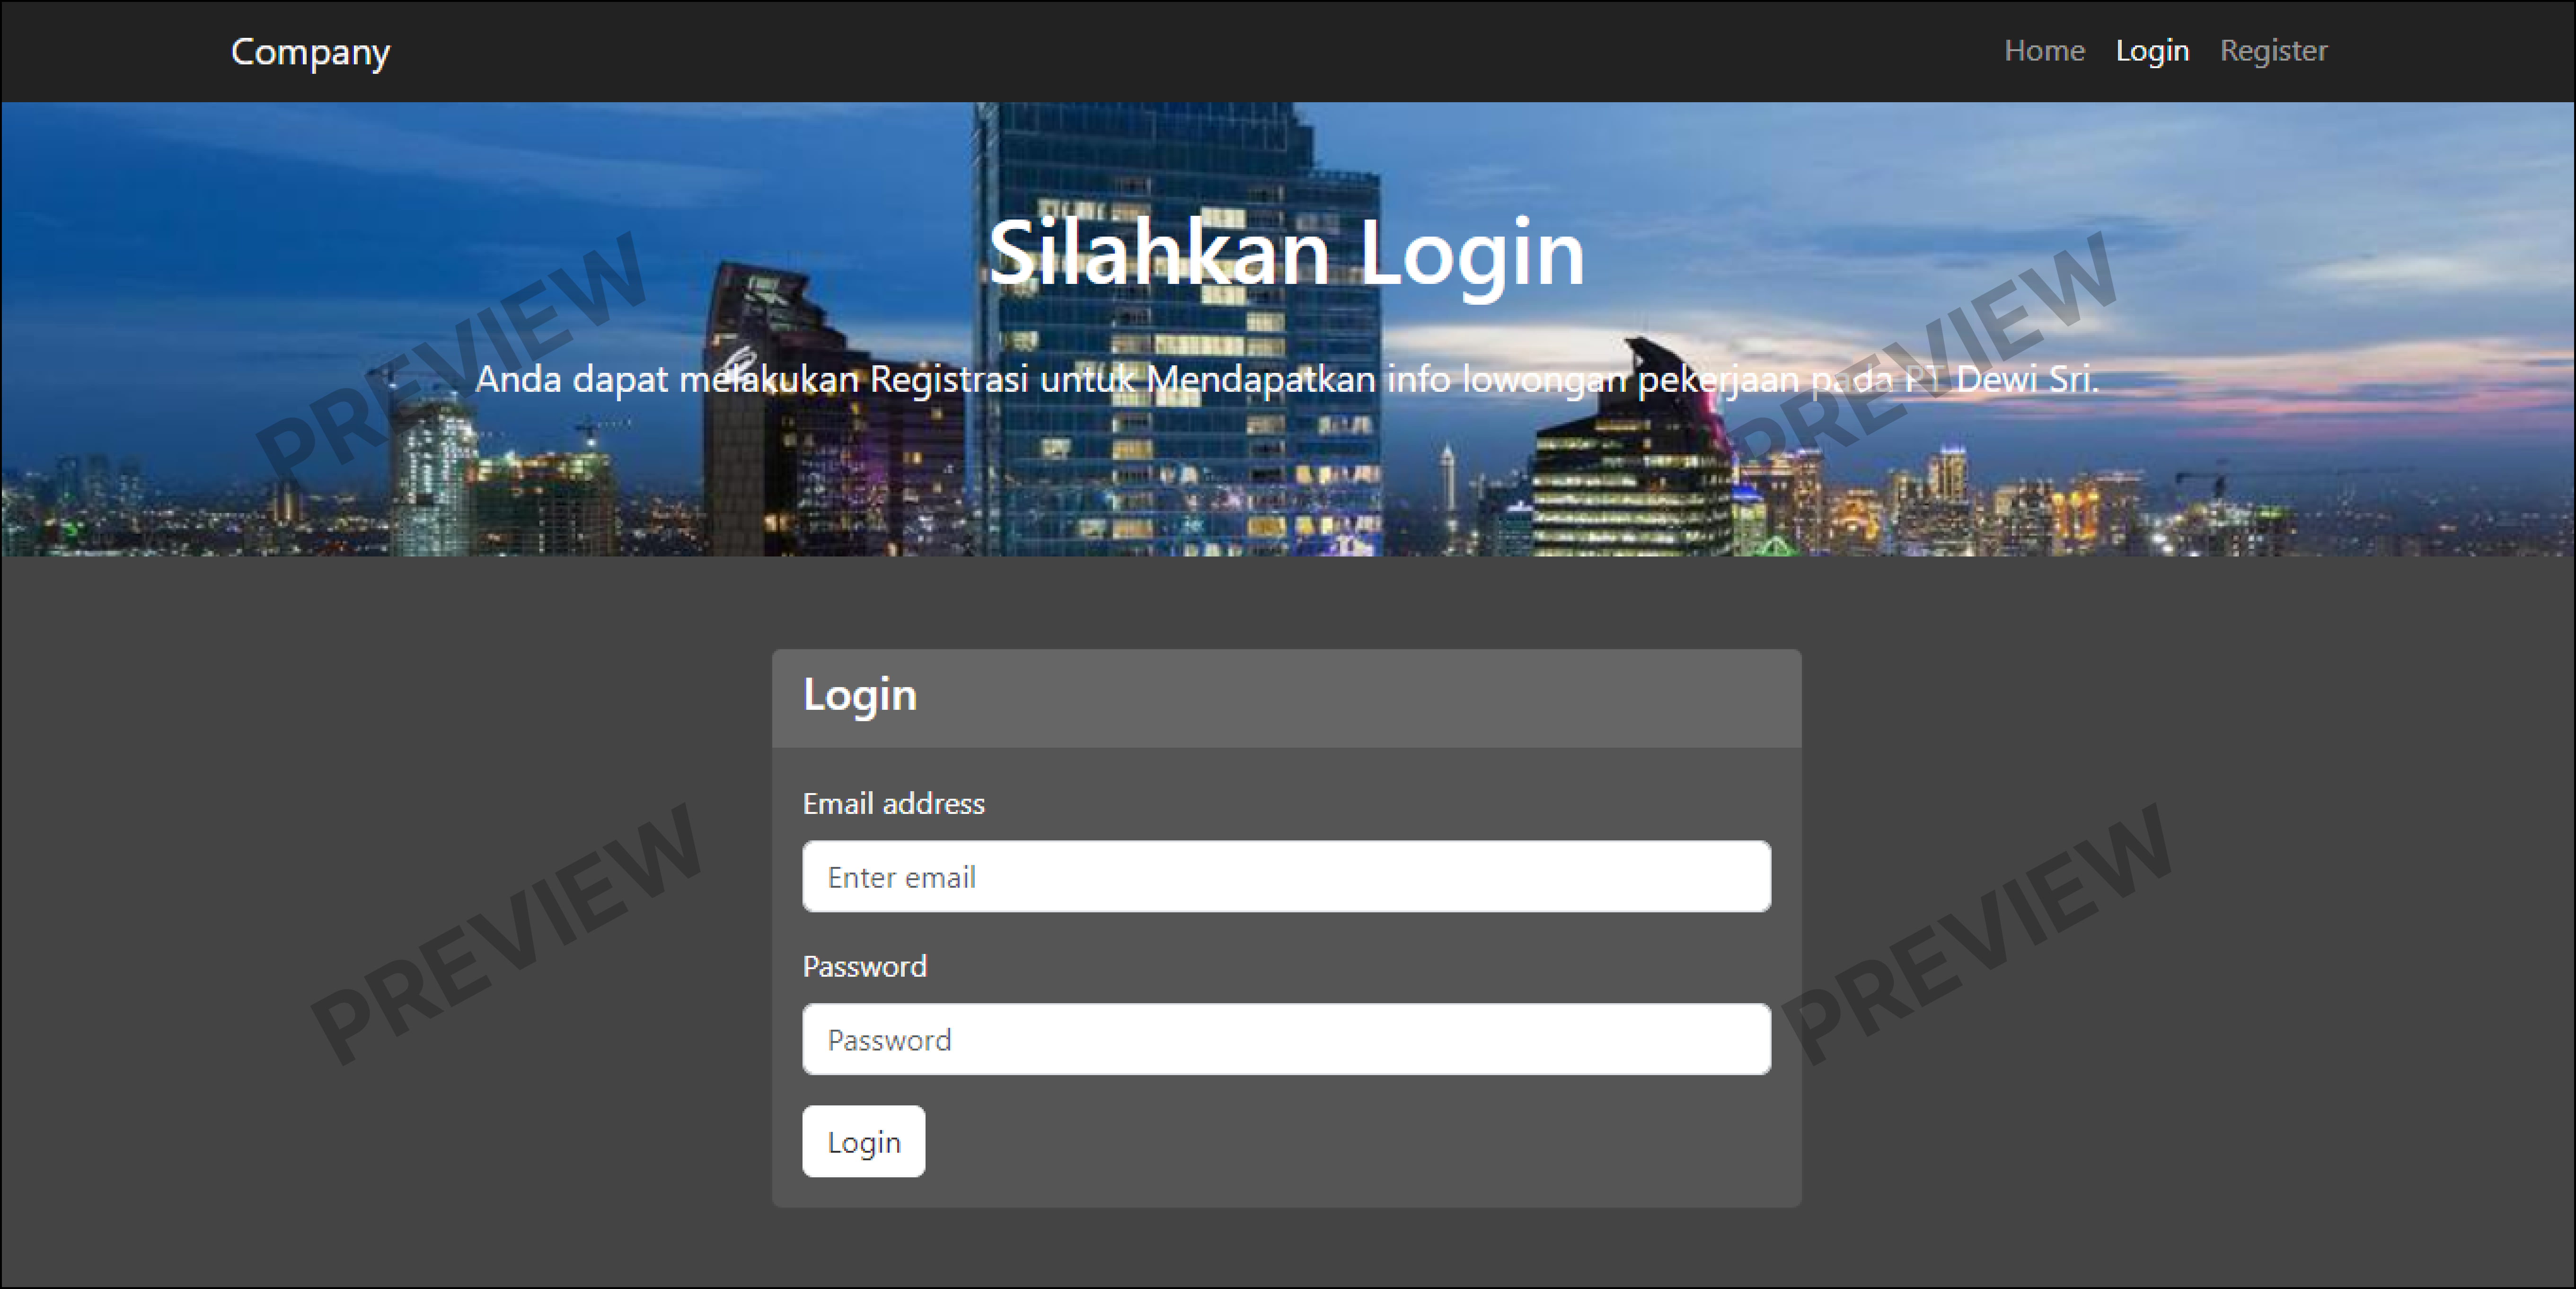 Company
Home Login Register
Silahkan Login
Anda dapat melakukan Registrasi untuk Mendapatkan info lowongan pekerjaan pada PT Dewi Sri.
PREVIEW
PREVIEW
Login
Email address
Enter email
Password
Password
Login
PREVIEW
PREVIEW